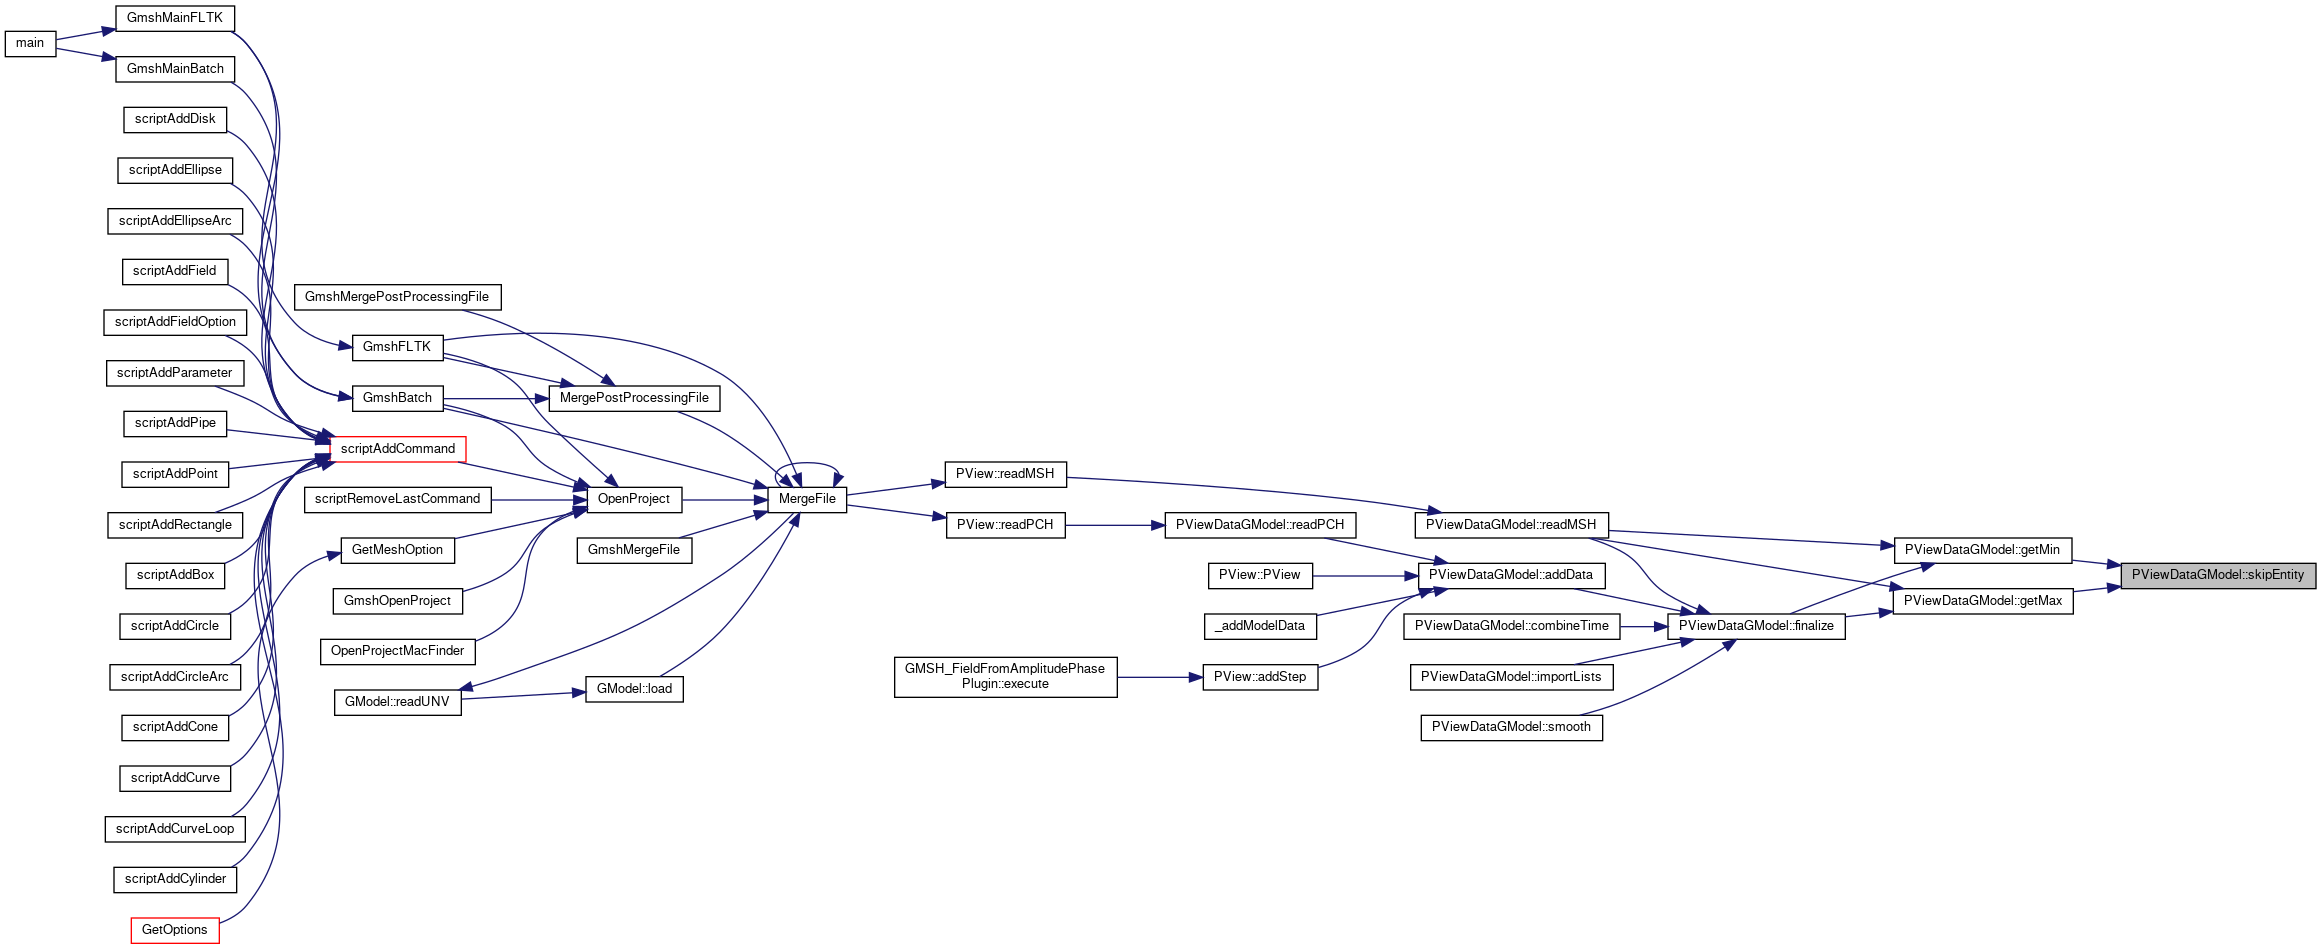 main
GmshMainFLTK
GmshMainBatch
scriptAddDisk
scriptAddEllipse
scriptAddEllipseArc
scriptAddField
scriptAddFieldOption
scriptAddParameter
scriptAddPipe
scriptAddPoint
scriptAddRectangle
scriptAddBox
scriptAddCircle
scriptAddCircleArc
scriptAddCone
scriptAddCurve
scriptAddCurveLoop
scriptAddCylinder
GetOptions
GmshMergePostProcessingFile
GmshFLTK
GmshBatch
scriptAddCommand
scriptRemoveLastCommand
GetMeshOption
GmshOpenProject
OpenProjectMacFinder
GModel::readUNV
MergePostProcessingFile
OpenProject
GmshMergeFile
GModel::load
MergeFile
PView::readMSH
PView::readPCH
GMSH_FieldFromAmplitudePhase
Plugin::execute
PViewDataGModel::readPCH
PView::PView
_addModelData
PView::addStep
PViewDataGModel::readMSH
PViewDataGModel::addData
PViewDataGModel::combineTime
PViewDataGModel::importLists
PViewDataGModel::smooth
PViewDataGModel::finalize
PViewDataGModel::getMin
PViewDataGModel::getMax
PViewDataGModel::skipEntity